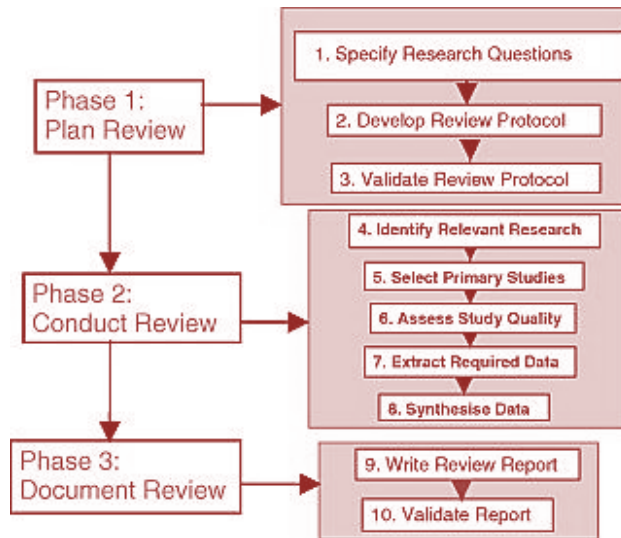 Phase 1:
Plan Review
1. Specify Research Questions
2. Develop Review Protocol
3. Validate Review Protocol
Phase 2:
Conduct Review
4. Identify Relevant Research
5. Select Primary Studies
6. Assess Study Quality
7. Extract Required Data
8. Synthesise Data
Phase 3:
Document Review
9. Write Review Report
10. Validate Report